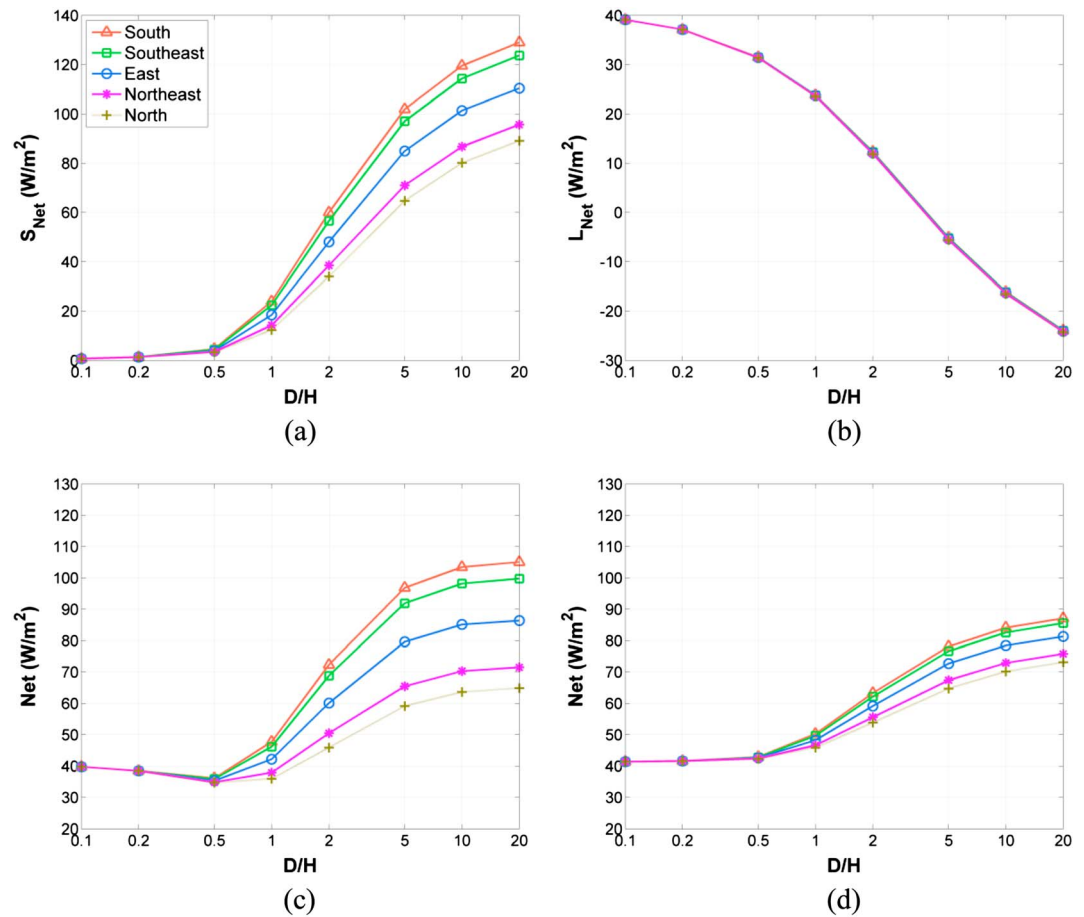 140
120
100
80
60
40
20
0
S_Net (W/m²)
South
Southeast
East
Northeast
North
0.1 0.2 0.5 1 2 5 10 20
D/H
(a)
40
30
20
10
0
-10
-20
-30
L_Net (W/m²)
0.1 0.2 0.5 1 2 5 10 20
D/H
(b)
130
120
110
100
90
80
70
60
50
40
30
20
Net (W/m²)
0.1 0.2 0.5 1 2 5 10 20
D/H
(c)
130
120
110
100
90
80
70
60
50
40
30
20
Net (W/m²)
0.1 0.2 0.5 1 2 5 10 20
D/H
(d)